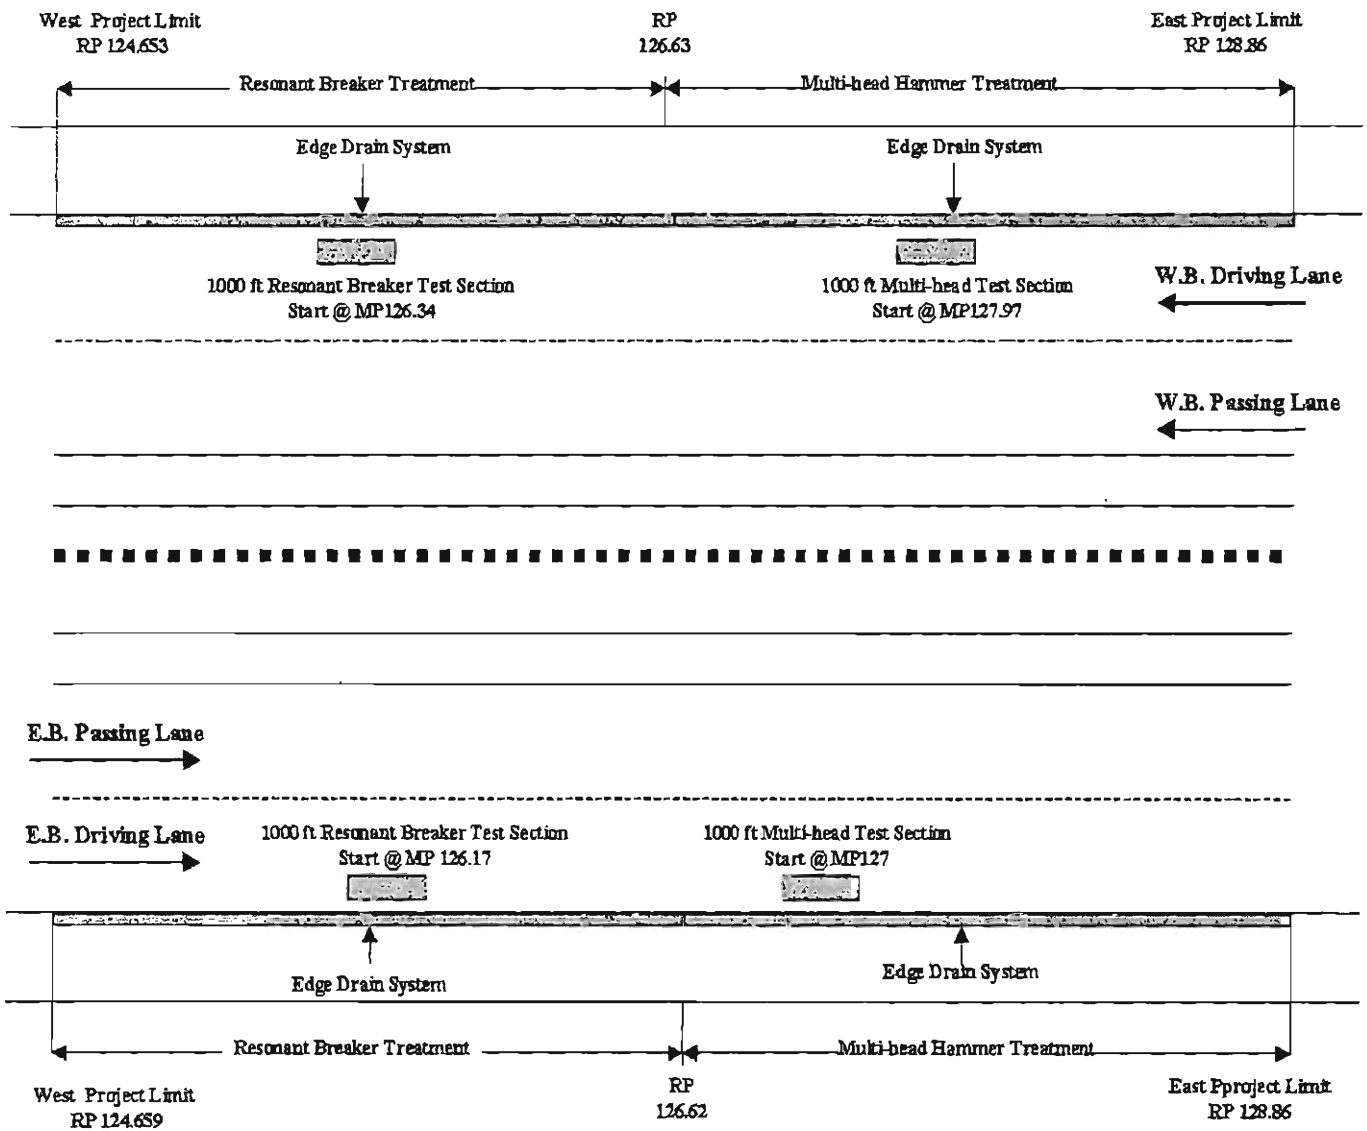 West Project Limit
RP 124.653
RP
126.63
East Project Limit
RP 128.86
Resonant Breaker Treatment
Multi-head Hammer Treatment
Edge Drain System
Edge Drain System
1000 ft Resonant Breaker Test Section
Start @ MP126.34
1000 ft Multi-head Test Section
Start @ MP127.97
W.B. Driving Lane
W.B. Passing Lane
E.B. Passing Lane
E.B. Driving Lane
1000 ft Resonant Breaker Test Section
Start @ MP 126.17
1000 ft Multi-head Test Section
Start @ MP127
Edge Drain System
Edge Drain System
Resonant Breaker Treatment
Multi-head Hammer Treatment
West Project Limit
RP 124.659
RP
126.62
East Pproject Limit
RP 128.86